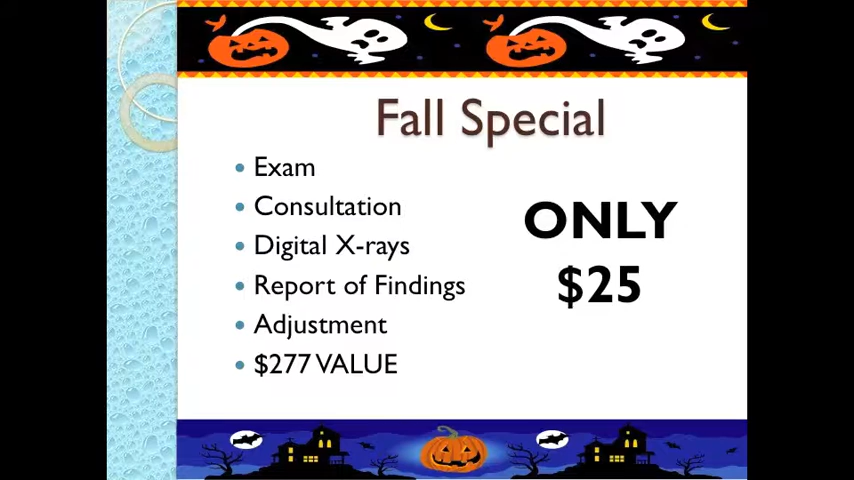 Fall Special
Exam
Consultation
Digital X-rays
Report of Findings
Adjustment
$277 VALUE
ONLY
$25